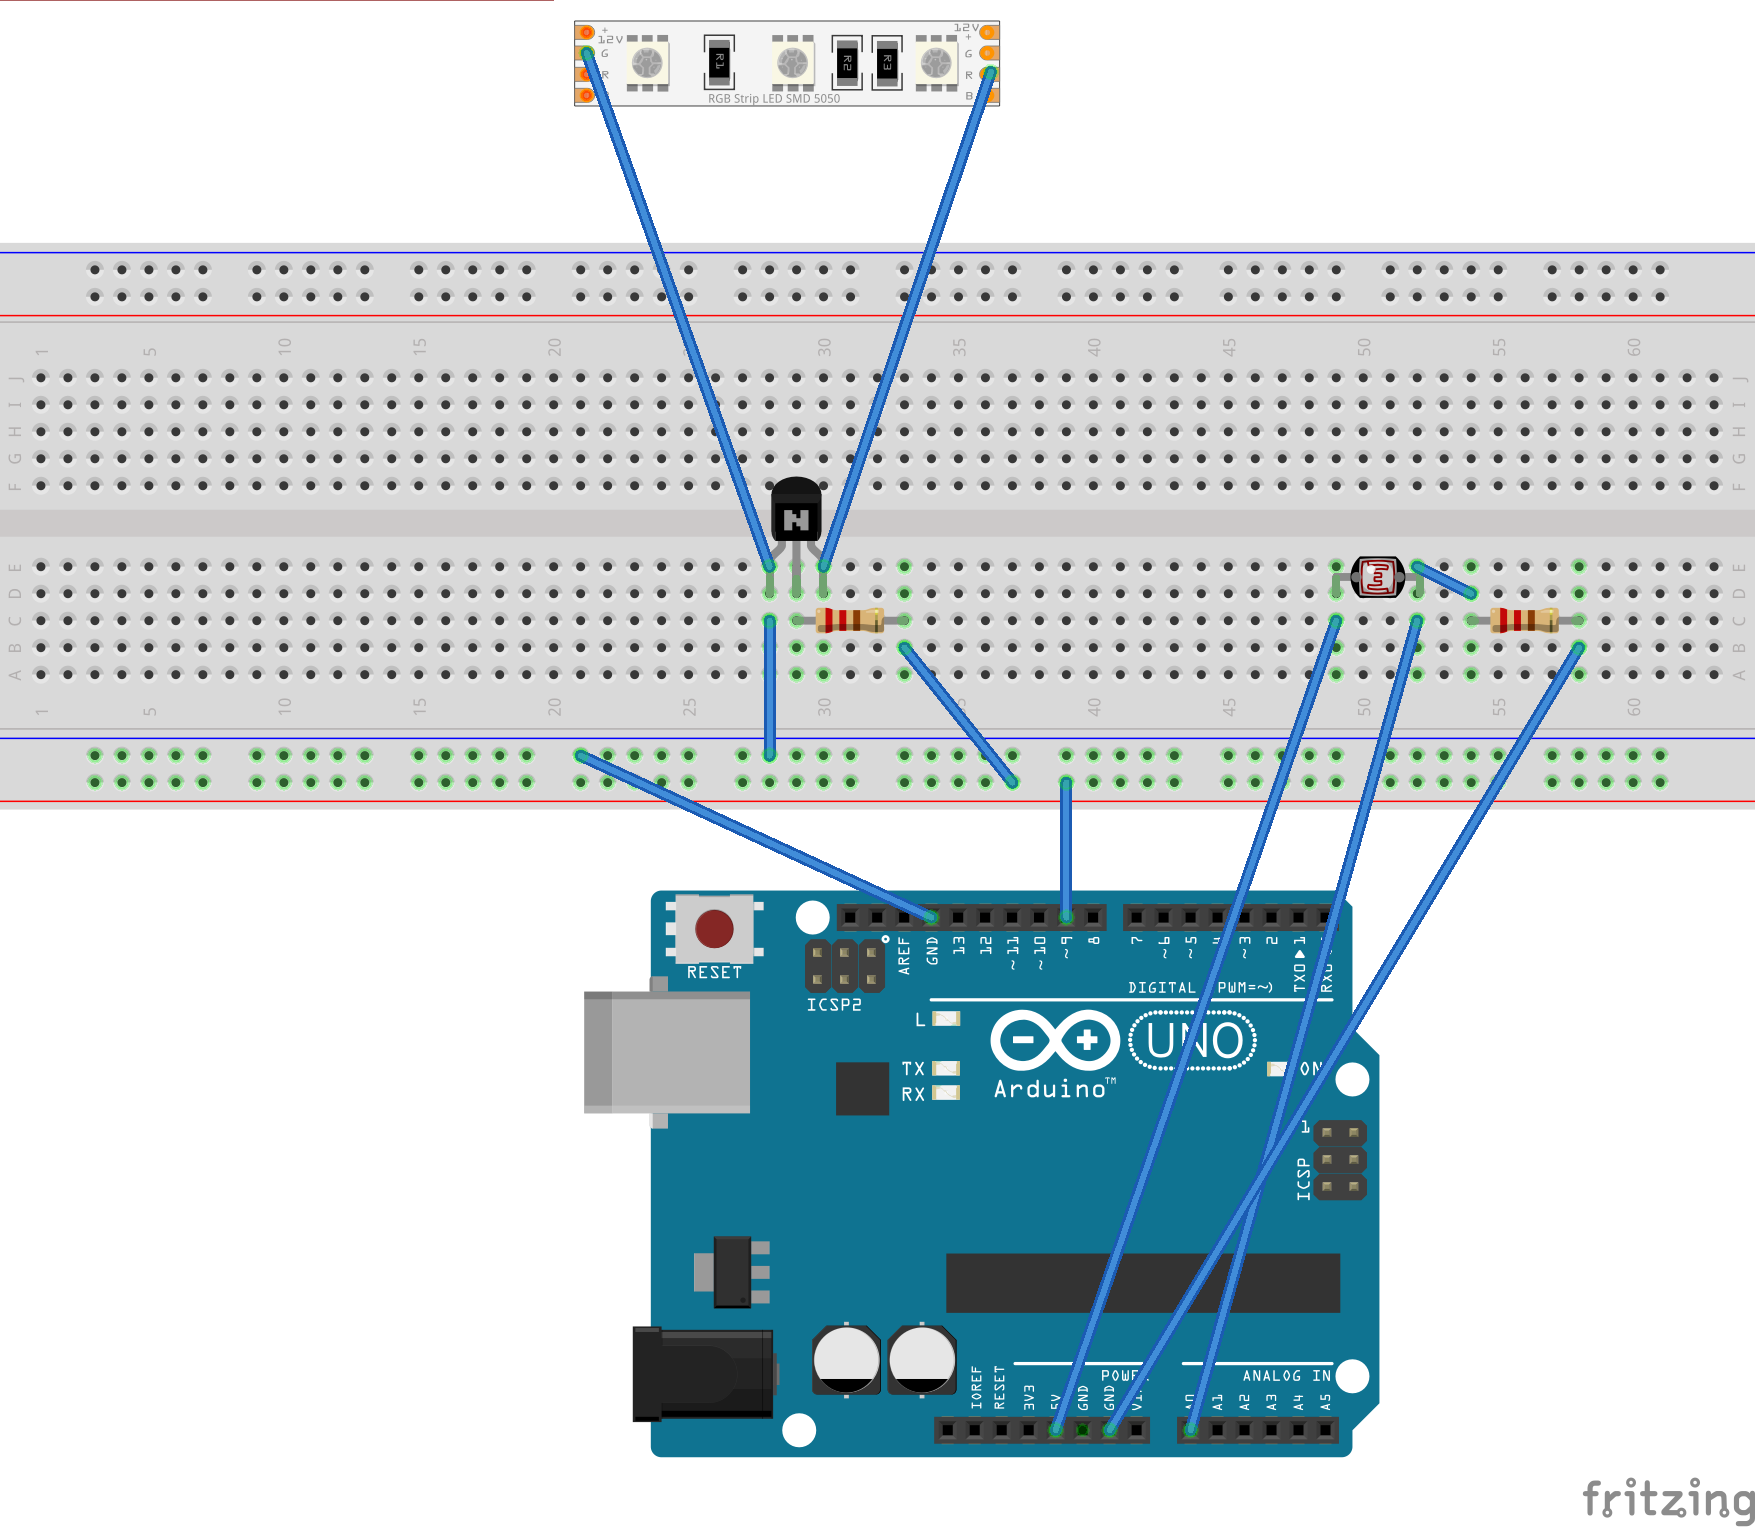 + 12V
12V +
G G
R R
B
R1 R2 R3
RGB Strip LED SMD 5050
1 5 10 15 20 30 35 40 45 50 55 60
J J
I I
H H
G G
F F
N
E E
D D
C C
B B
A A
1 5 10 15 20 25 30 40 45 50 55 60
RESET
ICSP2
AREF GND 13 12 ~11 ~10 ~9 8 7 ~6 ~5 4 ~3 2 TX0▶1 RX0
DIGITAL PWM=~)
L
TX
RX
UNO
Arduino™
ON
1
ICSP
POWER ANALOG IN
IOREF RESET 3V3 5V GND GND A0 A1 A2 A3 A4 A5
fritzing